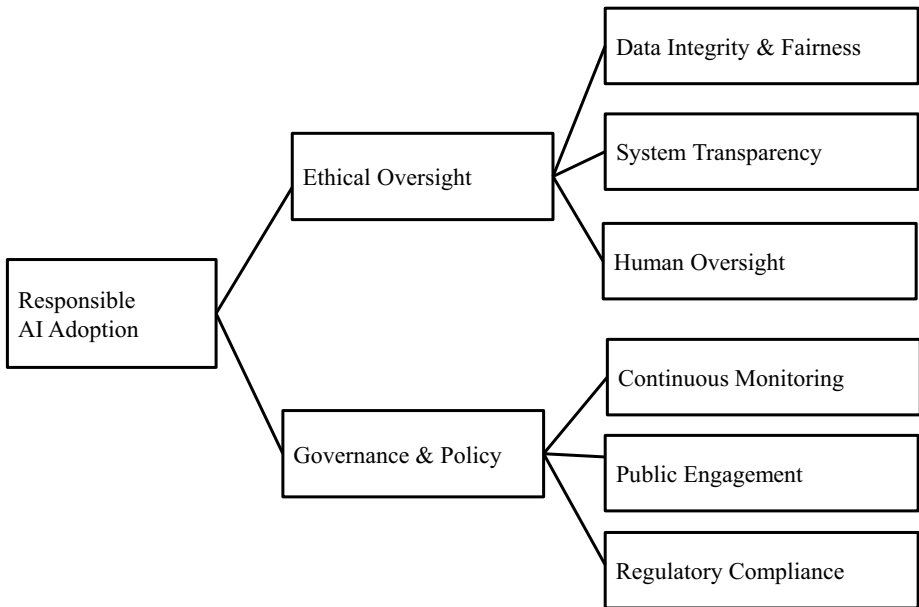 Responsible
AI Adoption
Ethical Oversight
Data Integrity & Fairness
System Transparency
Human Oversight
Governance & Policy
Continuous Monitoring
Public Engagement
Regulatory Compliance